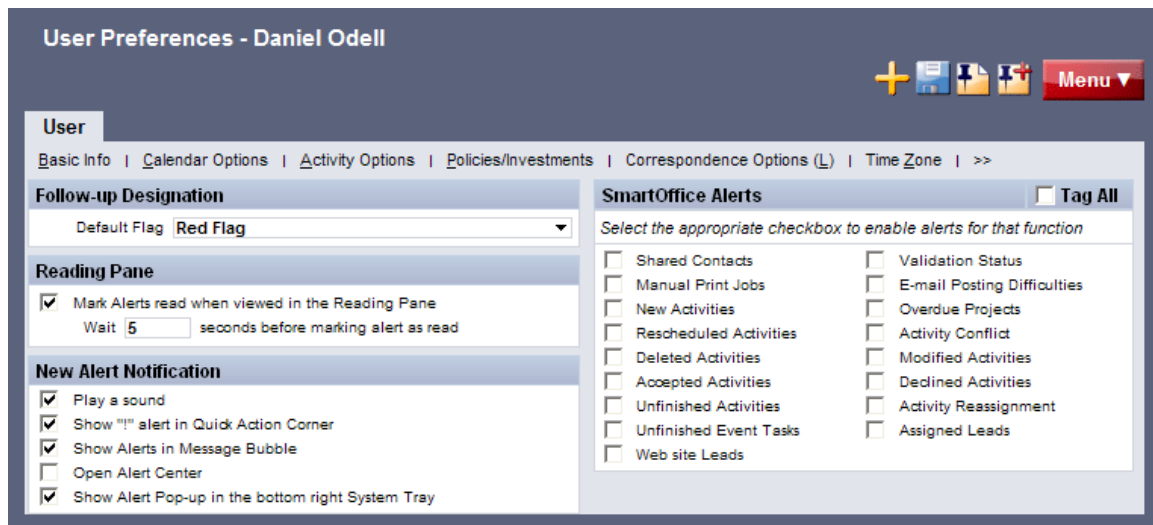 User Preferences - Daniel Odell
Menu ▼
User
Basic Info | Calendar Options | Activity Options | Policies/Investments | Correspondence Options (L) | Time Zone | >>
Follow-up Designation
Default Flag Red Flag
Reading Pane
Mark Alerts read when viewed in the Reading Pane
Wait 5 seconds before marking alert as read
New Alert Notification
Play a sound
Show "!" alert in Quick Action Corner
Show Alerts in Message Bubble
Open Alert Center
Show Alert Pop-up in the bottom right System Tray
SmartOffice Alerts Tag All
Select the appropriate checkbox to enable alerts for that function
Shared Contacts
Manual Print Jobs
New Activities
Rescheduled Activities
Deleted Activities
Accepted Activities
Unfinished Activities
Unfinished Event Tasks
Web site Leads
Validation Status
E-mail Posting Difficulties
Overdue Projects
Activity Conflict
Modified Activities
Declined Activities
Activity Reassignment
Assigned Leads